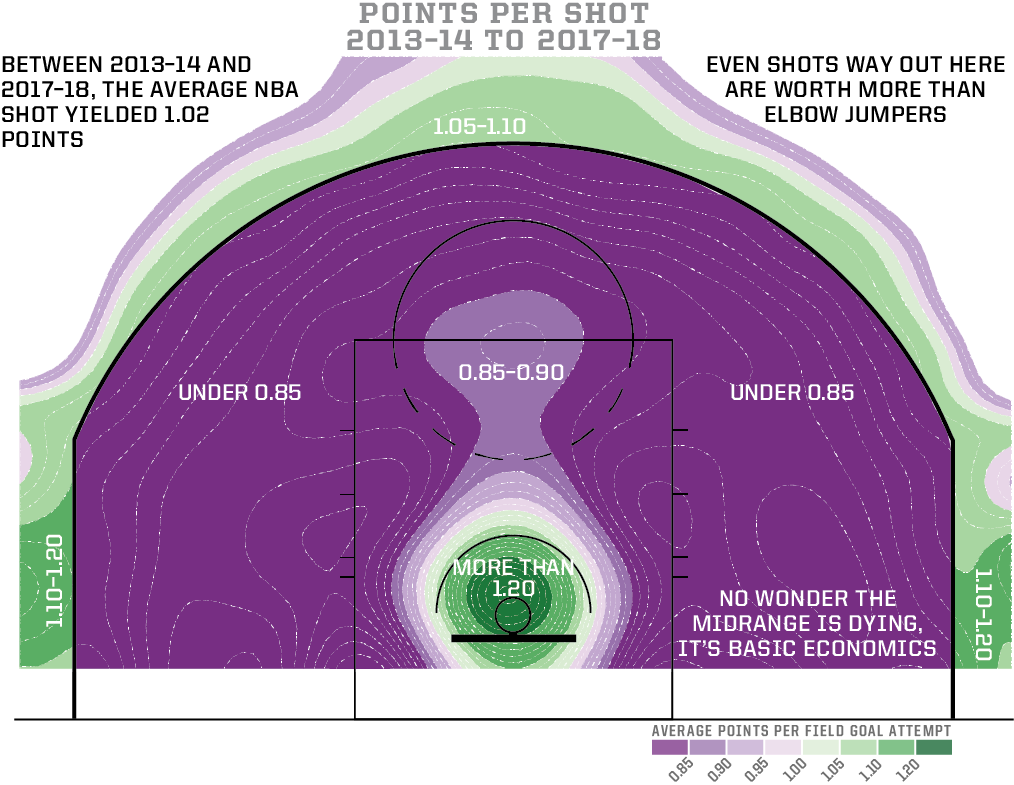 POINTS PER SHOT
2013–14 TO 2017–18
BETWEEN 2013–14 AND
2017–18, THE AVERAGE NBA
SHOT YIELDED 1.02
POINTS
EVEN SHOTS WAY OUT HERE
ARE WORTH MORE THAN
ELBOW JUMPERS
1.05–1.10
UNDER 0.85
0.85–0.90
UNDER 0.85
1.10–1.20
MORE THAN
1.20
1.10–1.20
NO WONDER THE
MIDRANGE IS DYING,
IT'S BASIC ECONOMICS
AVERAGE POINTS PER FIELD GOAL ATTEMPT
0.85 0.90 0.95 1.00 1.05 1.10 1.20